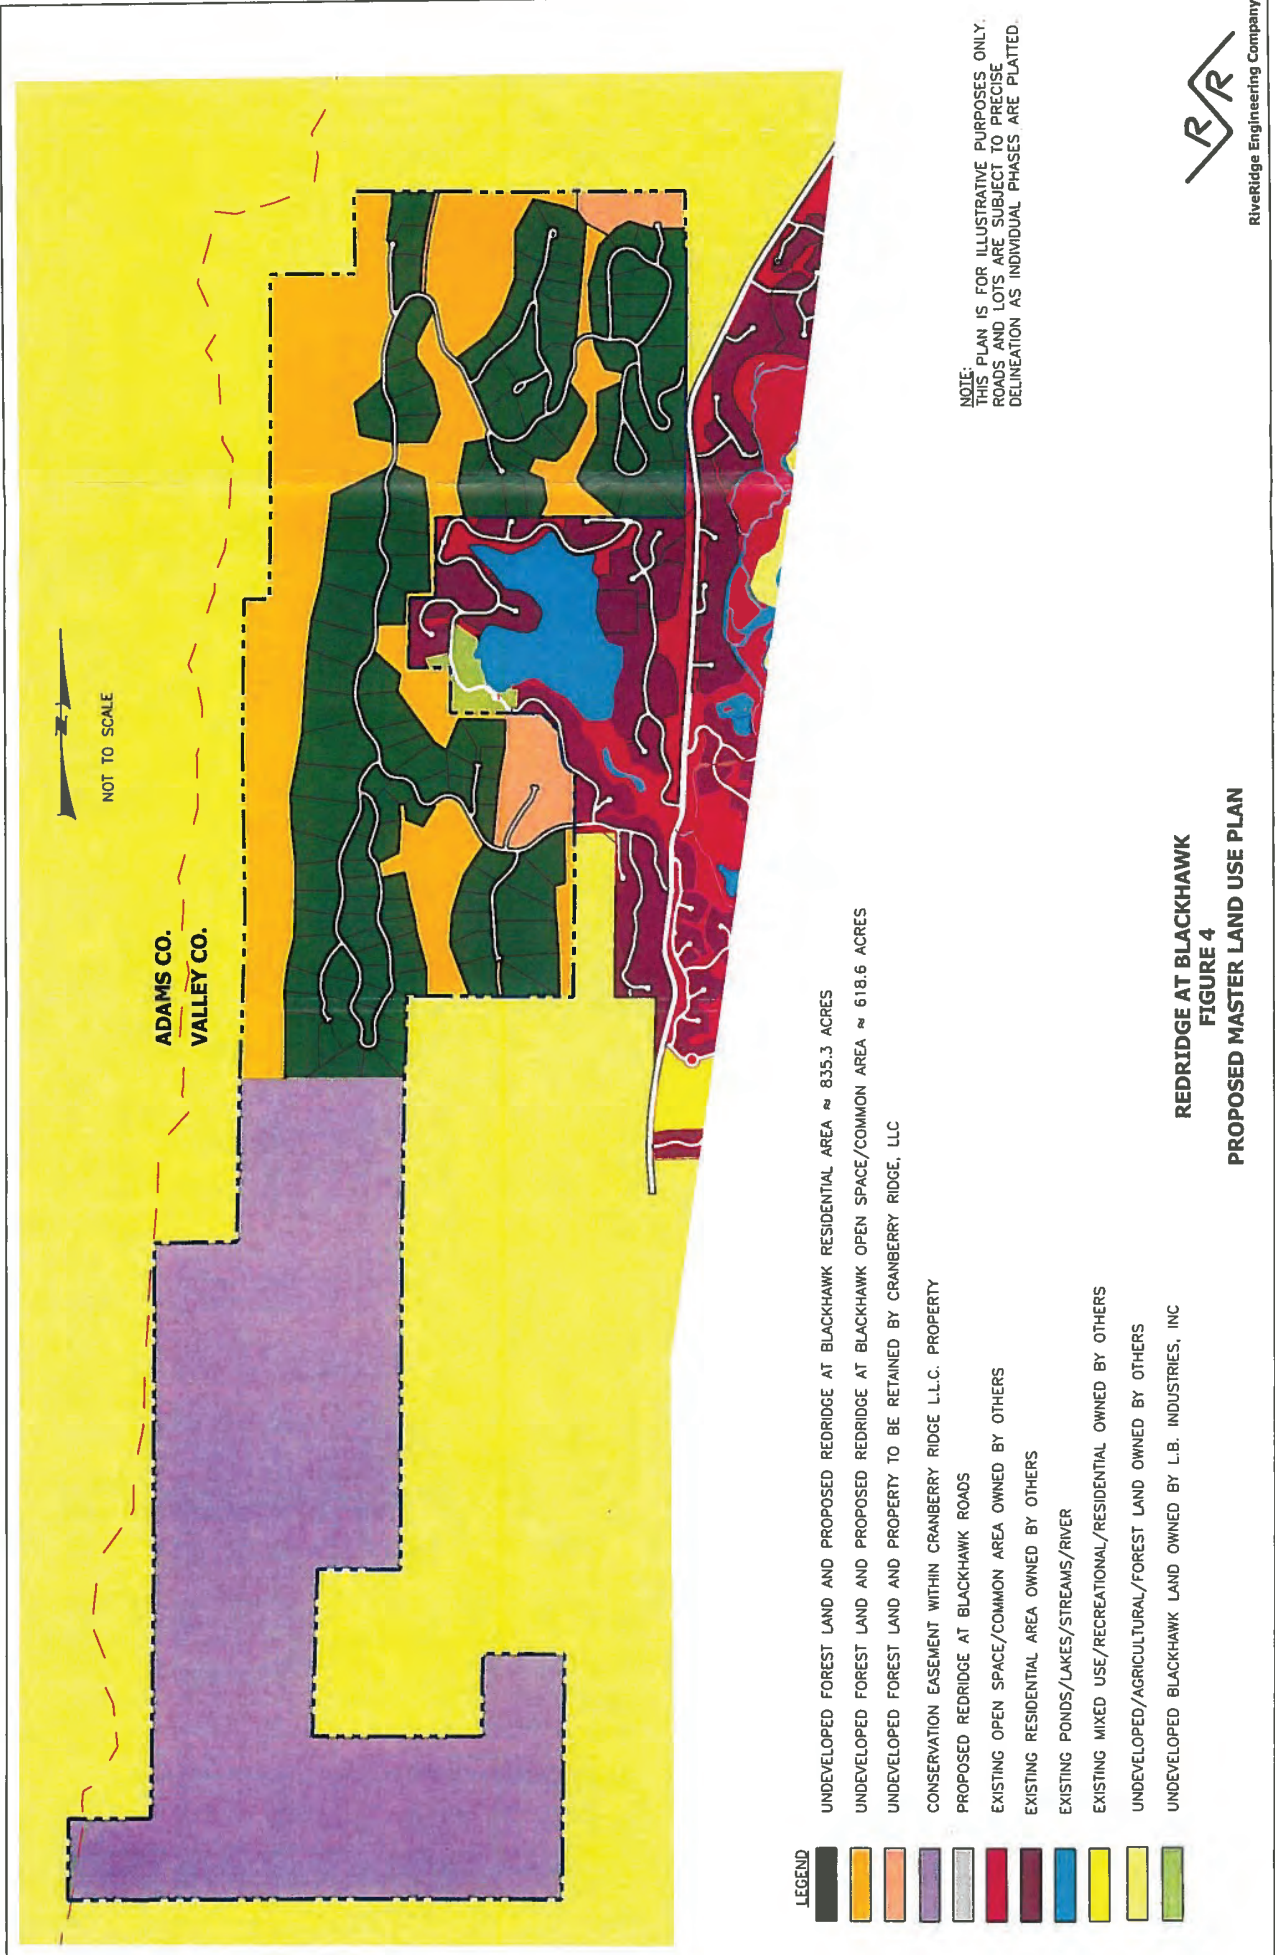 NOT TO SCALE
N
ADAMS CO.
VALLEY CO.
NOTE:
THIS PLAN IS FOR ILLUSTRATIVE PURPOSES ONLY.
ROADS AND LOTS ARE SUBJECT TO PRECISE
DELINEATION AS INDIVIDUAL PHASES ARE PLATTED.
LEGEND
UNDEVELOPED FOREST LAND AND PROPOSED REDRIDGE AT BLACKHAWK RESIDENTIAL AREA ≈ 835.3 ACRES
UNDEVELOPED FOREST LAND AND PROPOSED REDRIDGE AT BLACKHAWK OPEN SPACE/COMMON AREA ≈ 618.6 ACRES
UNDEVELOPED FOREST LAND AND PROPERTY TO BE RETAINED BY CRANBERRY RIDGE, LLC
CONSERVATION EASEMENT WITHIN CRANBERRY RIDGE L.L.C. PROPERTY
PROPOSED REDRIDGE AT BLACKHAWK ROADS
EXISTING OPEN SPACE/COMMON AREA OWNED BY OTHERS
EXISTING RESIDENTIAL AREA OWNED BY OTHERS
EXISTING PONDS/LAKES/STREAMS/RIVER
EXISTING MIXED USE/RECREATIONAL/RESIDENTIAL OWNED BY OTHERS
UNDEVELOPED/AGRICULTURAL/FOREST LAND OWNED BY OTHERS
UNDEVELOPED BLACKHAWK LAND OWNED BY L.B. INDUSTRIES, INC
REDRIDGE AT BLACKHAWK
FIGURE 4
PROPOSED MASTER LAND USE PLAN
R/R
RiveRidge Engineering Company